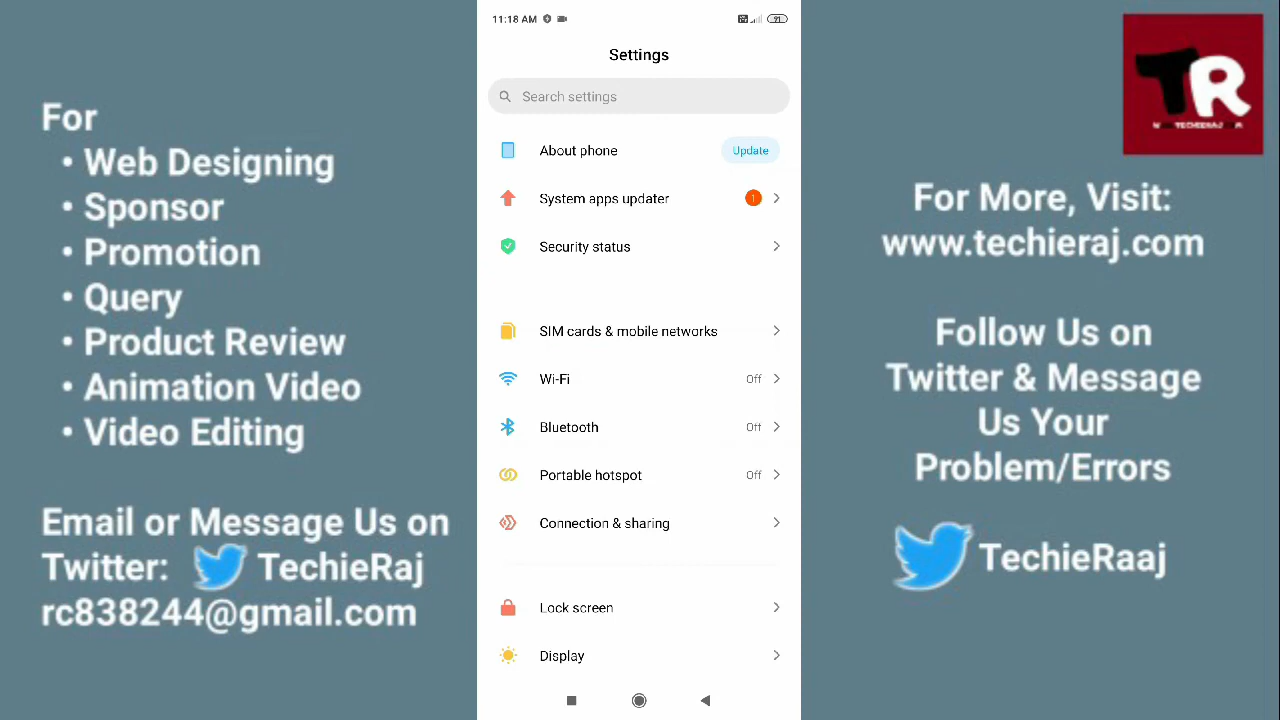 For
• Web Designing
• Sponsor
• Promotion
• Query
• Product Review
• Animation Video
• Video Editing
Email or Message Us on
Twitter: TechieRaj
rc838244@gmail.com
11:18 AM
91
Settings
Search settings
About phone
Update
System apps updater
1
Security status
SIM cards & mobile networks
Wi-Fi
Off
Bluetooth
Off
Portable hotspot
Off
Connection & sharing
Lock screen
Display
TR
For More, Visit:
www.techieraj.com
Follow Us on
Twitter & Message
Us Your
Problem/Errors
TechieRaaj